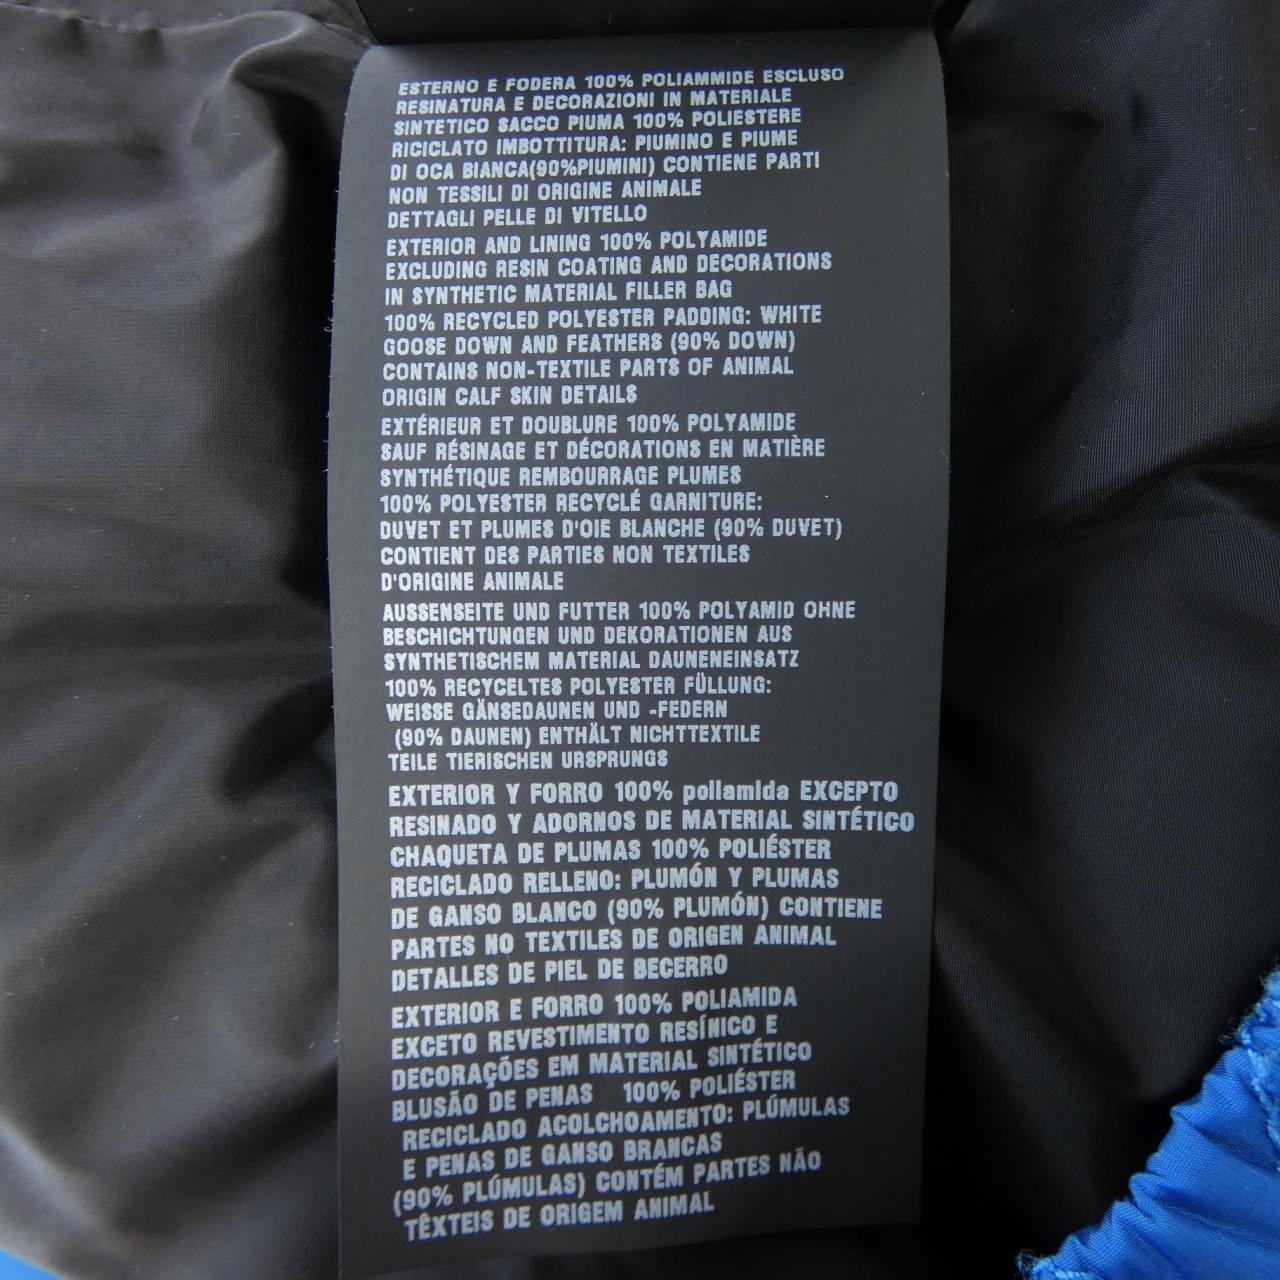 ESTERNO E FODERA 100% POLIAMMIDE ESCLUSO
RESINATURA E DECORAZIONI IN MATERIALE
SINTETICO SACCO PIUMA 100% POLIESTERE
RICICLATO IMBOTTITURA: PIUMINO E PIUME
DI OCA BIANCA(90%PIUMINI) CONTIENE PARTI
NON TESSILI DI ORIGINE ANIMALE
DETTAGLI PELLE DI VITELLO
EXTERIOR AND LINING 100% POLYAMIDE
EXCLUDING RESIN COATING AND DECORATIONS
IN SYNTHETIC MATERIAL FILLER BAG
100% RECYCLED POLYESTER PADDING: WHITE
GOOSE DOWN AND FEATHERS (90% DOWN)
CONTAINS NON-TEXTILE PARTS OF ANIMAL
ORIGIN CALF SKIN DETAILS
EXTÉRIEUR ET DOUBLURE 100% POLYAMIDE
SAUF RÉSINAGE ET DÉCORATIONS EN MATIÈRE
SYNTHÉTIQUE REMBOURRAGE PLUMES
100% POLYESTER RECYCLÉ GARNITURE:
DUVET ET PLUMES D'OIE BLANCHE (90% DUVET)
CONTIENT DES PARTIES NON TEXTILES
D'ORIGINE ANIMALE
AUSSENSEITE UND FUTTER 100% POLYAMID OHNE
BESCHICHTUNGEN UND DEKORATIONEN AUS
SYNTHETISCHEM MATERIAL DAUNENEINSATZ
100% RECYCELTES POLYESTER FÜLLUNG:
WEISSE GÄNSEDAUNEN UND -FEDERN
(90% DAUNEN) ENTHÄLT NICHTTEXTILE
TEILE TIERISCHEN URSPRUNGS
EXTERIOR Y FORRO 100% poliamida EXCEPTO
RESINADO Y ADORNOS DE MATERIAL SINTÉTICO
CHAQUETA DE PLUMAS 100% POLIÉSTER
RECICLADO RELLENO: PLUMÓN Y PLUMAS
DE GANSO BLANCO (90% PLUMÓN) CONTIENE
PARTES NO TEXTILES DE ORIGEN ANIMAL
DETALLES DE PIEL DE BECERRO
EXTERIOR E FORRO 100% POLIAMIDA
EXCETO REVESTIMENTO RESÍNICO E
DECORAÇÕES EM MATERIAL SINTÉTICO
BLUSÃO DE PENAS 100% POLIÉSTER
RECICLADO ACOLCHOAMENTO: PLÚMULAS
E PENAS DE GANSO BRANCAS
(90% PLÚMULAS) CONTÉM PARTES NÃO
TÊXTEIS DE ORIGEM ANIMAL